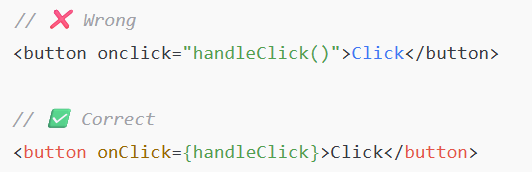 // ❌ Wrong
<button onclick="handleClick()">Click</button>
// ✅ Correct
<button onClick={handleClick}>Click</button>